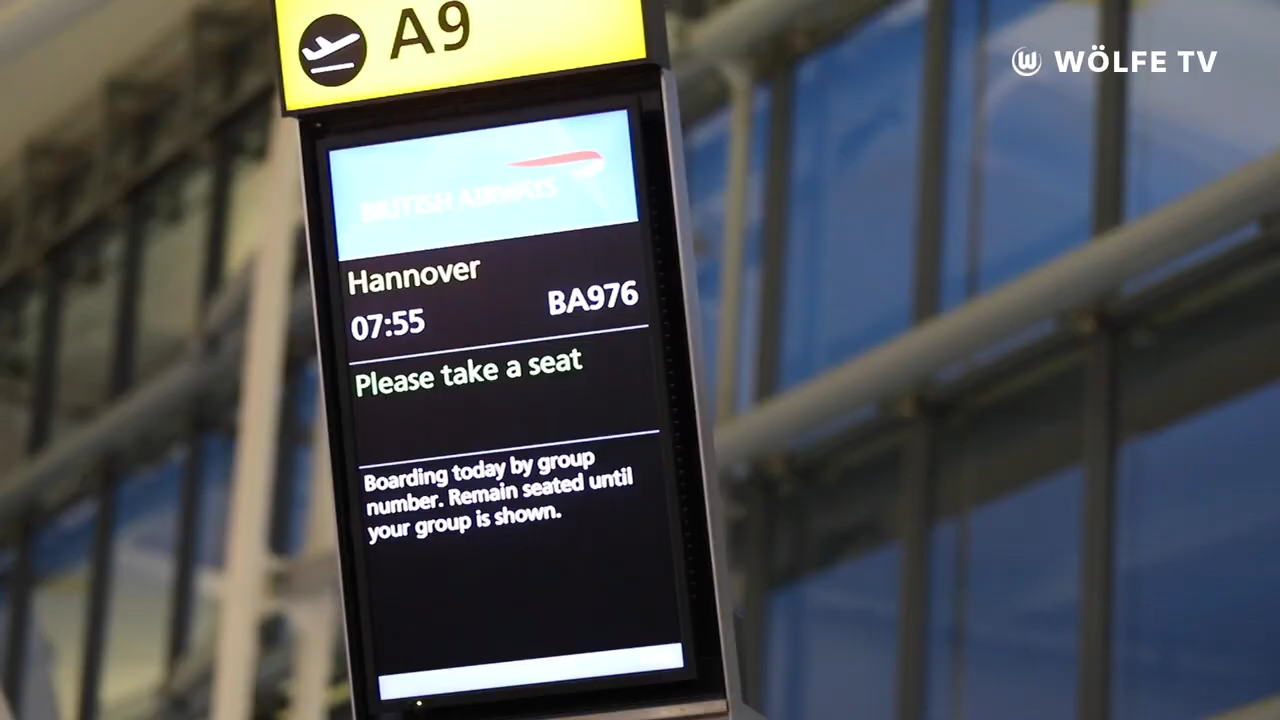 A9
WÖLFE TV
BRITISH AIRWAYS
Hannover
07:55 BA976
Please take a seat
Boarding today by group
number. Remain seated until
your group is shown.